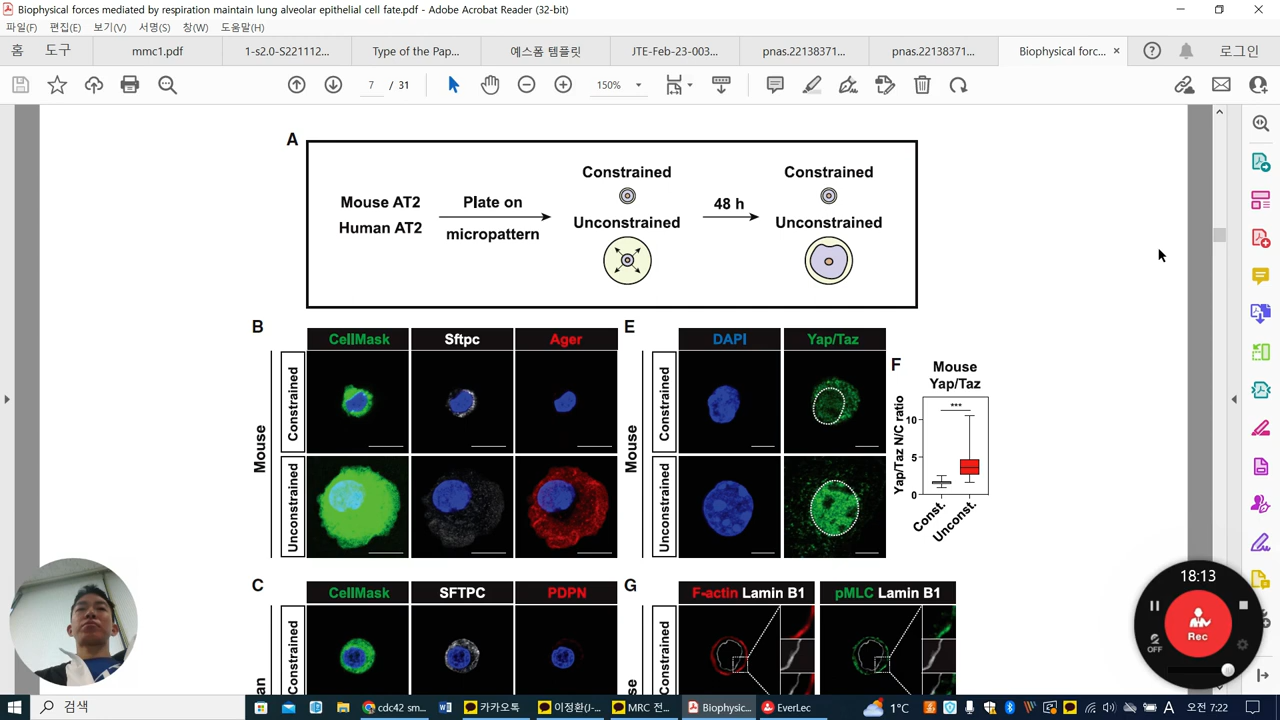 Biophysical forces mediated by respiration maintain lung alveolar epithelial cell fate.pdf - Adobe Acrobat Reader (32-bit)
파일(F) 편집(E) 보기(V) 서명(S) 창(W) 도움말(H)
홈 도구 mmc1.pdf 1-s2.0-S221112... Type of the Pap... 예스폼 템플릿 JTE-Feb-23-003... pnas.22138371... pnas.22138371... Biophysical forc... × 로그인
7 / 31 150%
A
Constrained Constrained
Mouse AT2 Plate on 48 h
Human AT2 micropattern Unconstrained Unconstrained
B CellMask Sftpc Ager E DAPI Yap/Taz
Mouse Constrained Mouse Constrained
Unconstrained Unconstrained
F Mouse
Yap/Taz
Yap/Taz N/C ratio
***
10
5
0
Const. Unconst.
C CellMask SFTPC PDPN G F-actin Lamin B1 pMLC Lamin B1
Constrained Constrained
18:13
Rec
OFF
검색 cdc42 sm... 카카오톡 이정환(J-... MRC 전... Biophysic... EverLec 1°C A 오후 7:22